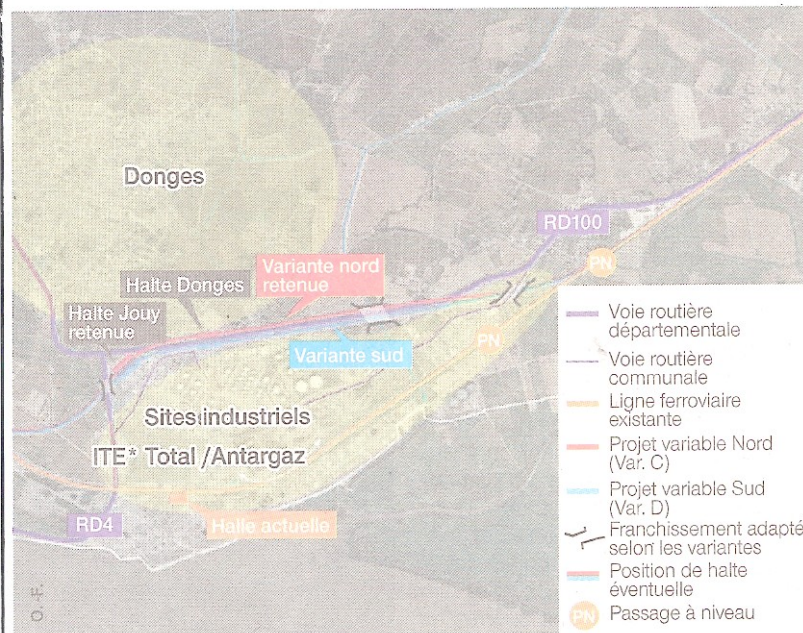 Donges
RD100
PN
Variante nord
retenue
Halte Donges
Halte Jouy
retenue
PN
Variante sud
Sites industriels
ITE* Total /Antargaz
RD4
Halle actuelle
O.-F.
Voie routière
départementale
Voie routière
communale
Ligne ferroviaire
existante
Projet variable Nord
(Var. C)
Projet variable Sud
(Var. D)
Franchissement adapté
selon les variantes
Position de halte
éventuelle
PN Passage à niveau